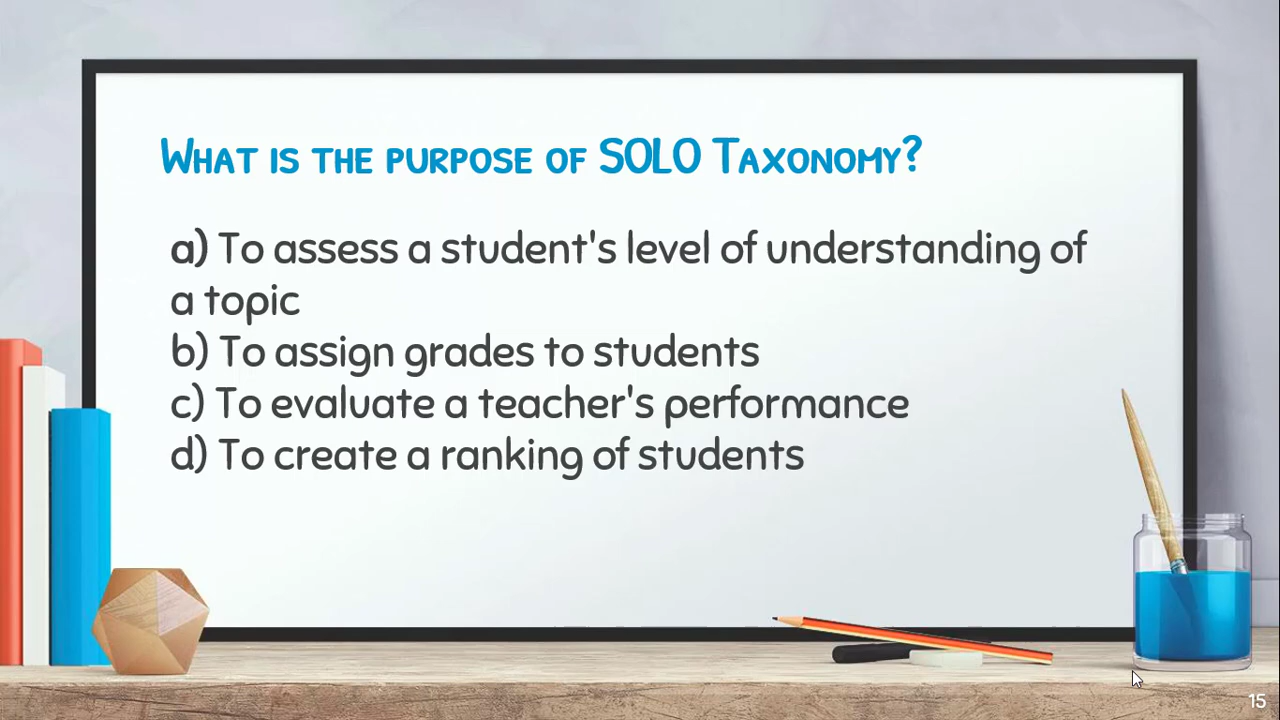 What is the purpose of SOLO Taxonomy?
a) To assess a student's level of understanding of
a topic
b) To assign grades to students
c) To evaluate a teacher's performance
d) To create a ranking of students
15